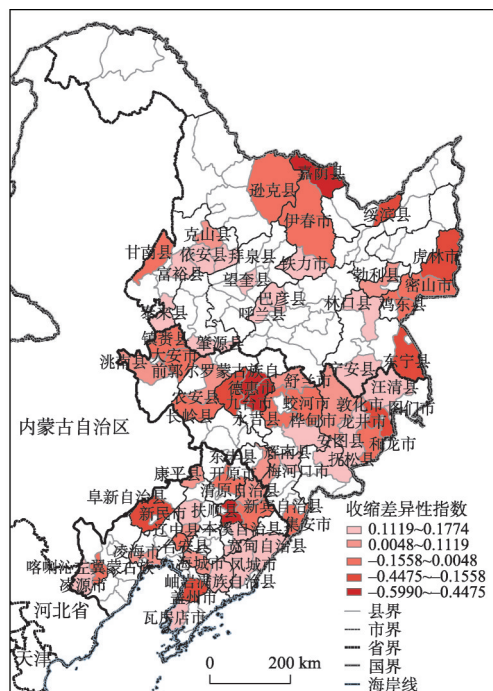 嘉荫县
逊克县
伊春市
绥滨县
克山县
甘南县
依安县
拜泉县
铁力市
虎林市
富裕县
望奎县
勃利县
密山市
巴彦县
呼兰县
林口县
鸡东县
泰来县
镇赉县
肇源县
大安市
洮南市
前郭尔罗斯蒙古族自
东宁县
德惠市
舒兰市
汪清县
农安县
九台市
蛟河市
敦化市
图们市
长岭县
永吉县
桦甸市
龙井市
内蒙古自治区
安图县
和龙市
东丰县
辉南县
抚松县
康平县
开原市
梅河口市
阜新自治县
清原自治县
新民市
抚顺县
新宾自治县
集安市
辽中县
本溪自治县
凌海市
台安县
宽甸自治县
喀喇沁左翼蒙古族
海城市
凤城市
凌源市
岫岩满族自治县
盖州市
河北省
瓦房店市
天津
0 200 km
收缩差异性指数
0.1119~0.1774
0.0048~0.1119
−0.1558~0.0048
−0.4475~−0.1558
−0.5990~−0.4475
县界
市界
省界
国界
海岸线